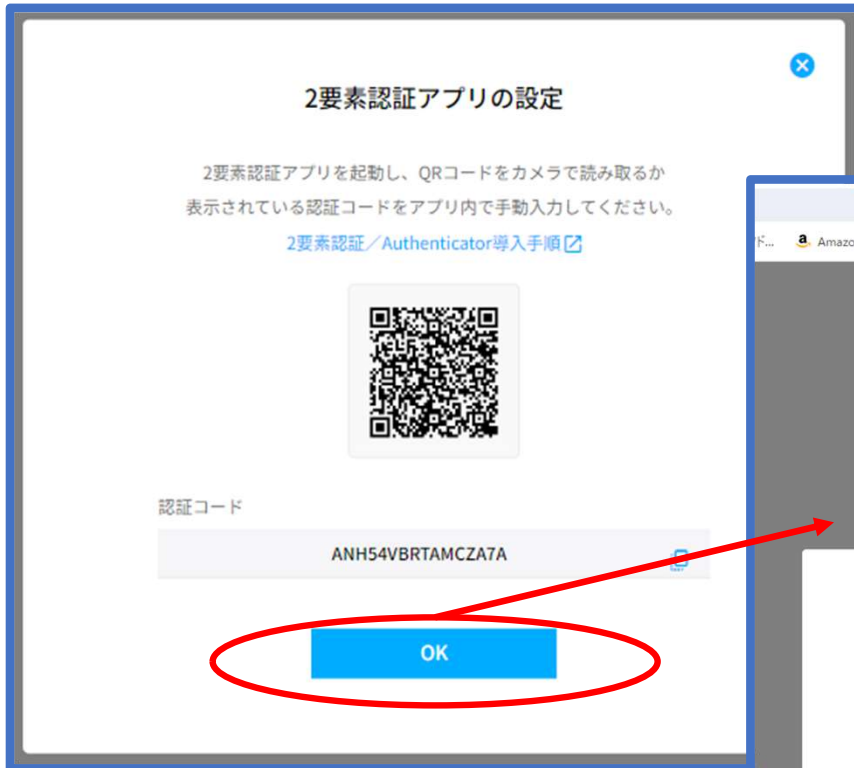 2要素認証アプリの設定
2要素認証アプリを起動し、QRコードをカメラで読み取るか
表示されている認証コードをアプリ内で手動入力してください。
2要素認証／Authenticator導入手順
ド... a Amazo
認証コード
ANH54VBRTAMCZA7A
OK